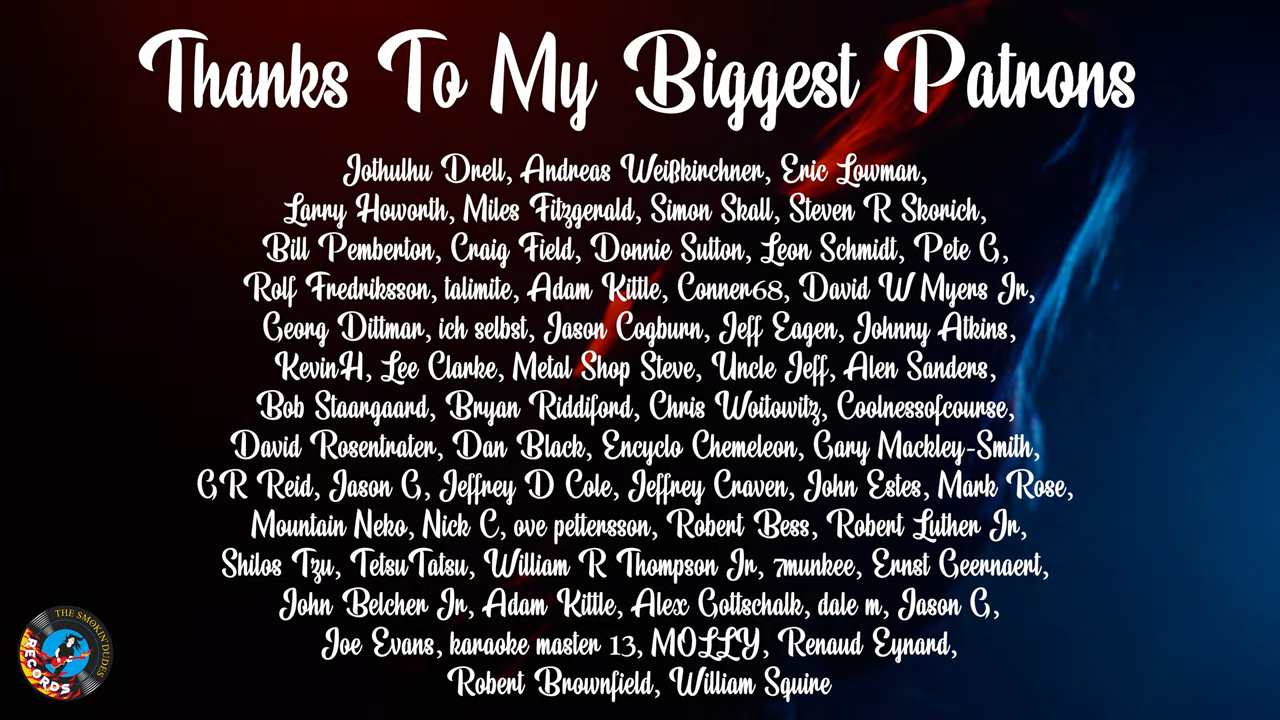 Thanks To My Biggest Patrons
Jothulhu Drell, Andreas Weißkirchner, Eric Lowman,
Larry Howorth, Miles Fitzgerald, Simon Skall, Steven R Skorich,
Bill Pemberton, Craig Field, Donnie Sutton, Leon Schmidt, Pete G,
Rolf Fredriksson, talimite, Adam Kittle, Conner68, David W Myers Jr,
Georg Dittmar, ich selbst, Jason Cogburn, Jeff Eagen, Johnny Atkins,
KevinH, Lee Clarke, Metal Shop Steve, Uncle Jeff, Alen Sanders,
Bob Staargaard, Bryan Riddiford, Chris Woitowitz, Coolnessofcourse,
David Rosentrater, Dan Black, Encyclo Chemeleon, Gary Mackley-Smith,
GR Reid, Jason G, Jeffrey D Cole, Jeffrey Craven, John Estes, Mark Rose,
Mountain Neko, Nick C, ove pettersson, Robert Bess, Robert Luther Jr,
Shilos Tzu, TetsuTatsu, William R Thompson Jr, 7munkee, Ernst Geernaert,
John Belcher Jr, Adam Kittle, Alex Gottschalk, dale m, Jason G,
Joe Evans, karaoke master 13, MOLLY, Renaud Eynard,
Robert Brownfield, William Squire
THE SMOKIN'DUDES
RECORDS